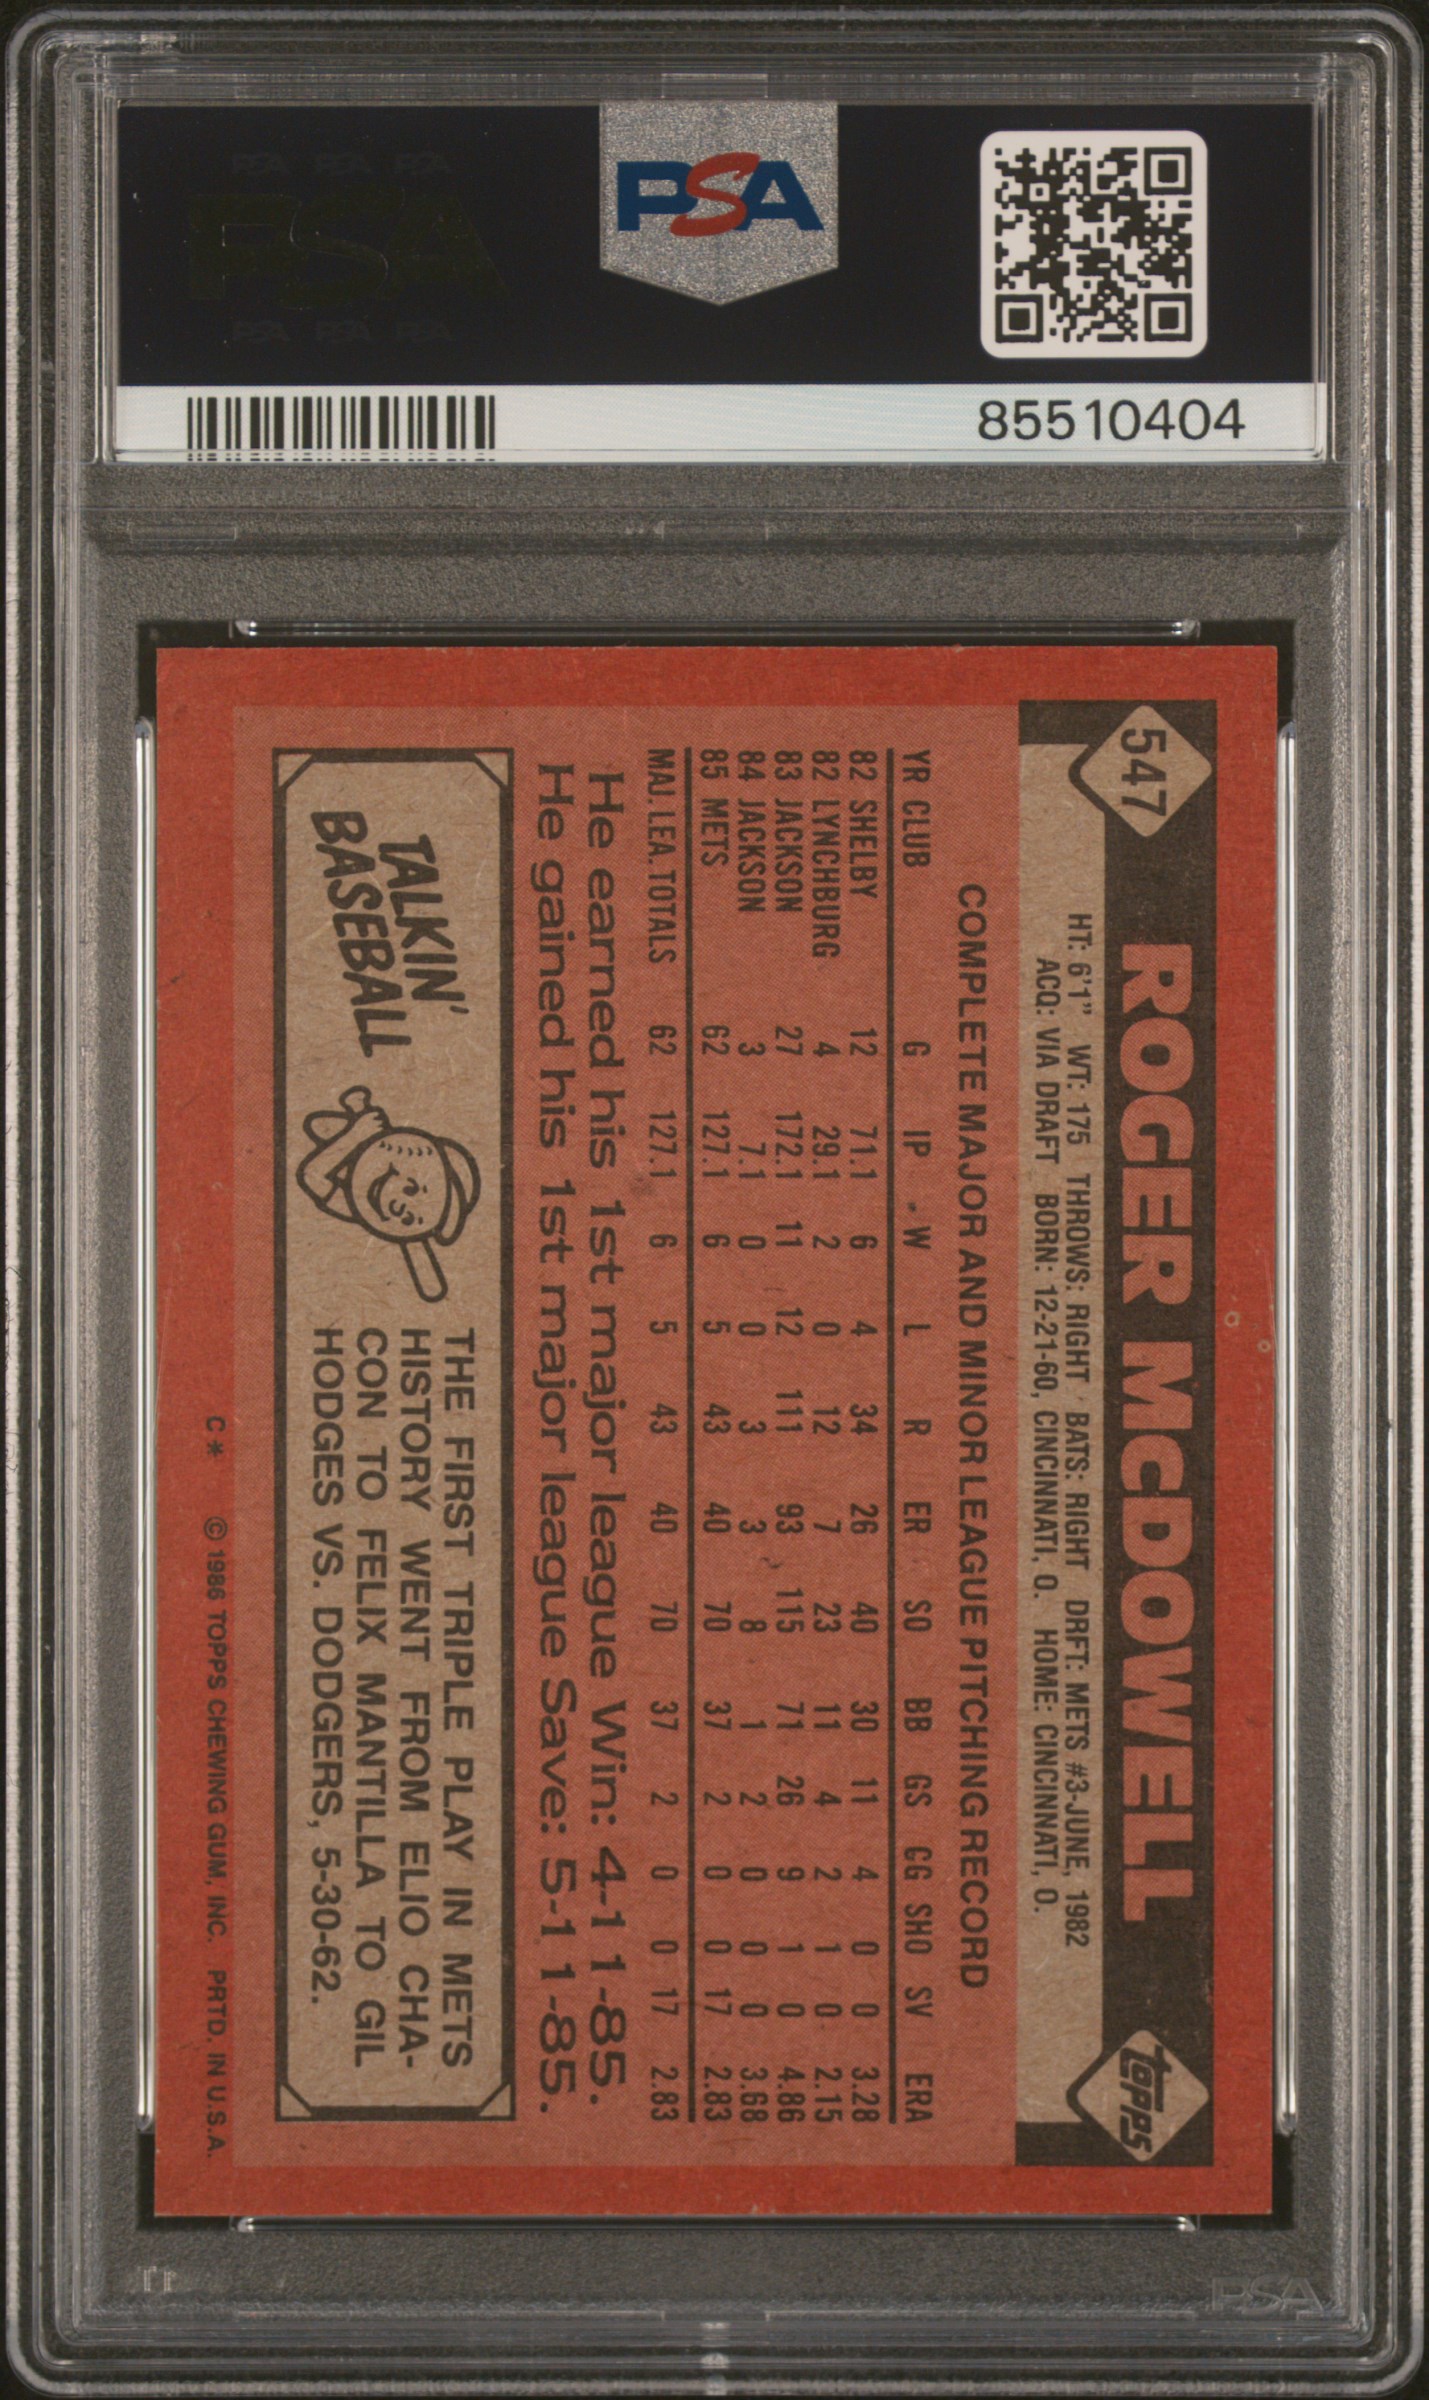 PSA PSA PSA
PSA
PSA PSA PSA
PSA
85510404
547
ROGER McDOWELL
topps
HT: 6'1" WT: 175 THROWS: RIGHT BATS: RIGHT DRFT: METS #3-JUNE, 1982
ACQ: VIA DRAFT BORN: 12-21-60, CINCINNATI, O. HOME: CINCINNATI, O.
COMPLETE MAJOR AND MINOR LEAGUE PITCHING RECORD
YR CLUB G IP W L R ER SO BB GS CG SHO SV ERA
82 SHELBY 12 71.1 6 4 34 26 40 30 11 4 0 0 3.28
82 LYNCHBURG 4 29.1 2 0 12 7 23 11 4 2 1 0 2.15
83 JACKSON 27 172.1 11 12 111 93 115 71 26 9 1 0 4.86
84 JACKSON 3 7.1 0 0 3 3 8 1 2 0 0 0 3.68
85 METS 62 127.1 6 5 43 40 70 37 2 0 0 17 2.83
MAJ. LEA. TOTALS 62 127.1 6 5 43 40 70 37 2 0 0 17 2.83
He earned his 1st major league Win: 4-11-85.
He gained his 1st major league Save: 5-11-85.
TALKIN'
BASEBALL
THE FIRST TRIPLE PLAY IN METS
HISTORY WENT FROM ELIO CHA-
CON TO FELIX MANTILLA TO GIL
HODGES VS. DODGERS, 5-30-62.
C* © 1986 TOPPS CHEWING GUM, INC. PRTD. IN U.S.A.
PSA